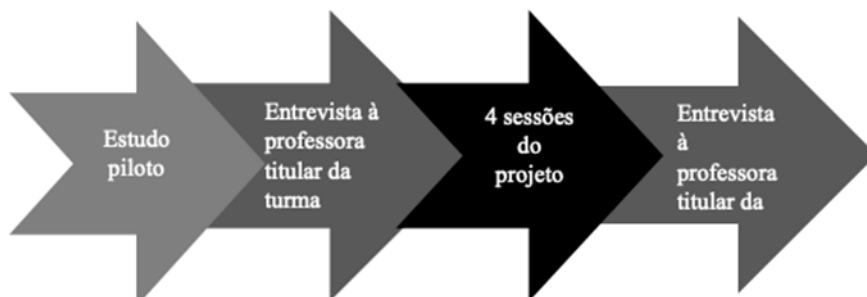 Estudo
piloto
Entrevista à
professora
titular da
turma
4 sessões
do
projeto
Entrevista
à
professora
titular da